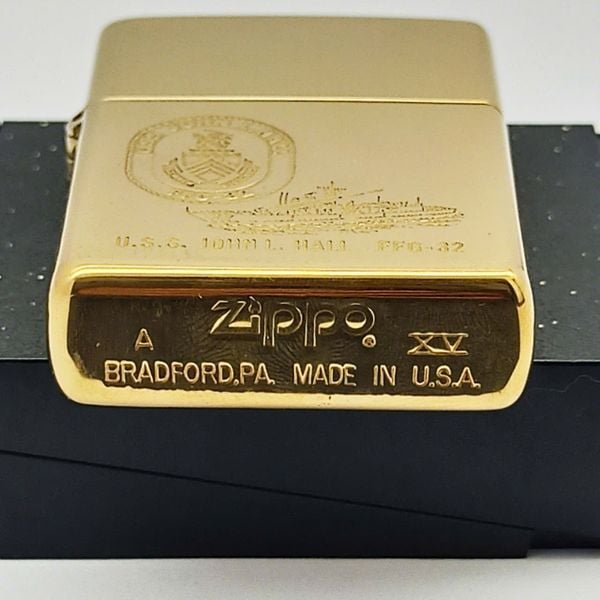 U.S.S. JOHN L. HALL FFG-32
Zippo ®
A XV
BRADFORD,PA. MADE IN U.S.A.